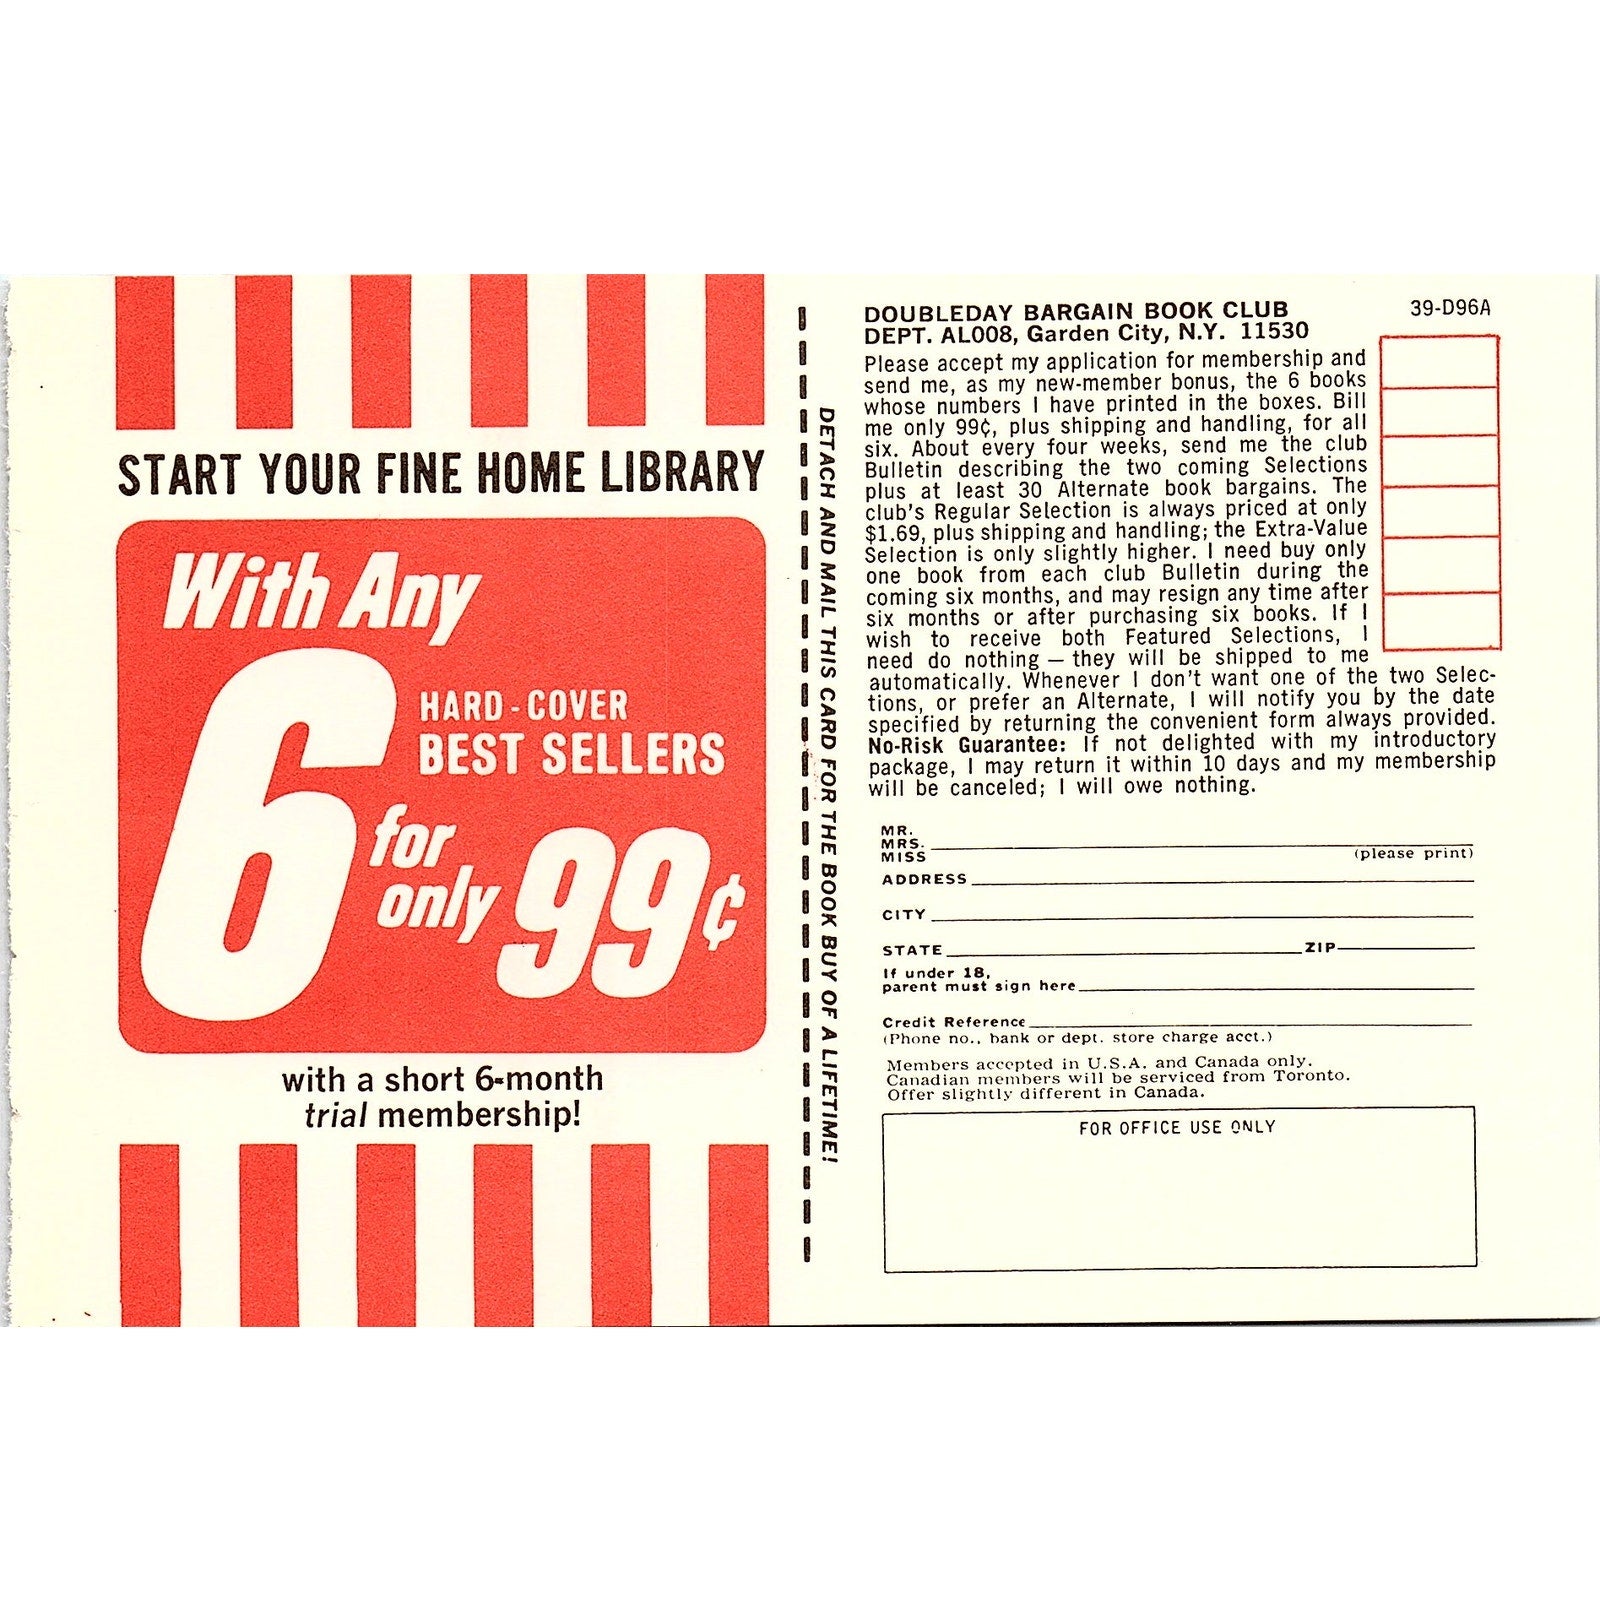 START YOUR FINE HOME LIBRARY
With Any
6
HARD-COVER
BEST SELLERS
for
only 99¢
with a short 6-month
trial membership!
DETACH AND MAIL THIS CARD FOR THE BOOK BUY OF A LIFETIME!
DOUBLEDAY BARGAIN BOOK CLUB
39-D96A
DEPT. AL008, Garden City, N.Y. 11530
Please accept my application for membership and
send me, as my new-member bonus, the 6 books
whose numbers I have printed in the boxes. Bill
me only 99¢, plus shipping and handling, for all
six. About every four weeks, send me the club
Bulletin describing the two coming Selections
plus at least 30 Alternate book bargains. The
club's Regular Selection is always priced at only
$1.69, plus shipping and handling; the Extra-Value
Selection is only slightly higher. I need buy only
one book from each club Bulletin during the
coming six months, and may resign any time after
six months or after purchasing six books. If I
wish to receive both Featured Selections, I
need do nothing — they will be shipped to me
automatically. Whenever I don't want one of the two Selec-
tions, or prefer an Alternate, I will notify you by the date
specified by returning the convenient form always provided.
No-Risk Guarantee: If not delighted with my introductory
package, I may return it within 10 days and my membership
will be canceled; I will owe nothing.
MR.
MRS.
MISS
(please print)
ADDRESS
CITY
STATE ZIP
If under 18,
parent must sign here
Credit Reference
(Phone no., bank or dept. store charge acct.)
Members accepted in U.S.A. and Canada only.
Canadian members will be serviced from Toronto.
Offer slightly different in Canada.
FOR OFFICE USE ONLY